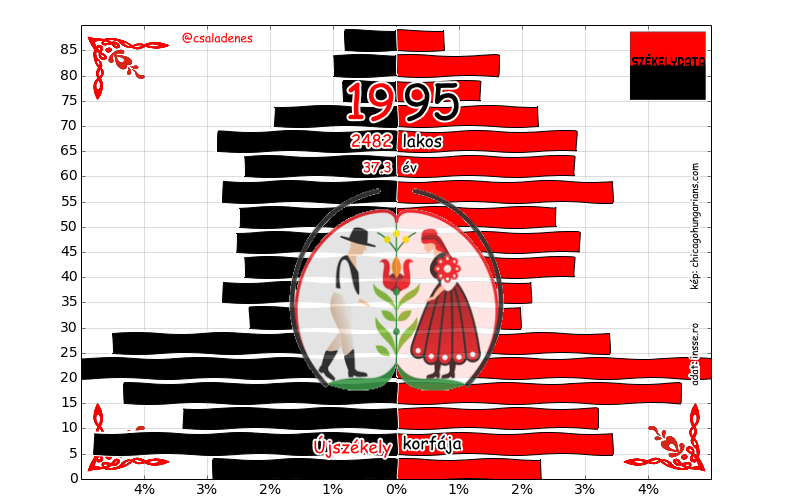 @csaladenes
SZÉKELYDATA
1995
2482 lakos
37.3 év
kép: chicagohungarians.com
adat: insse.ro
Újszékely korfája
85
80
75
70
65
60
55
50
45
40
35
30
25
20
15
10
5
0
4% 3% 2% 1% 0% 1% 2% 3% 4%